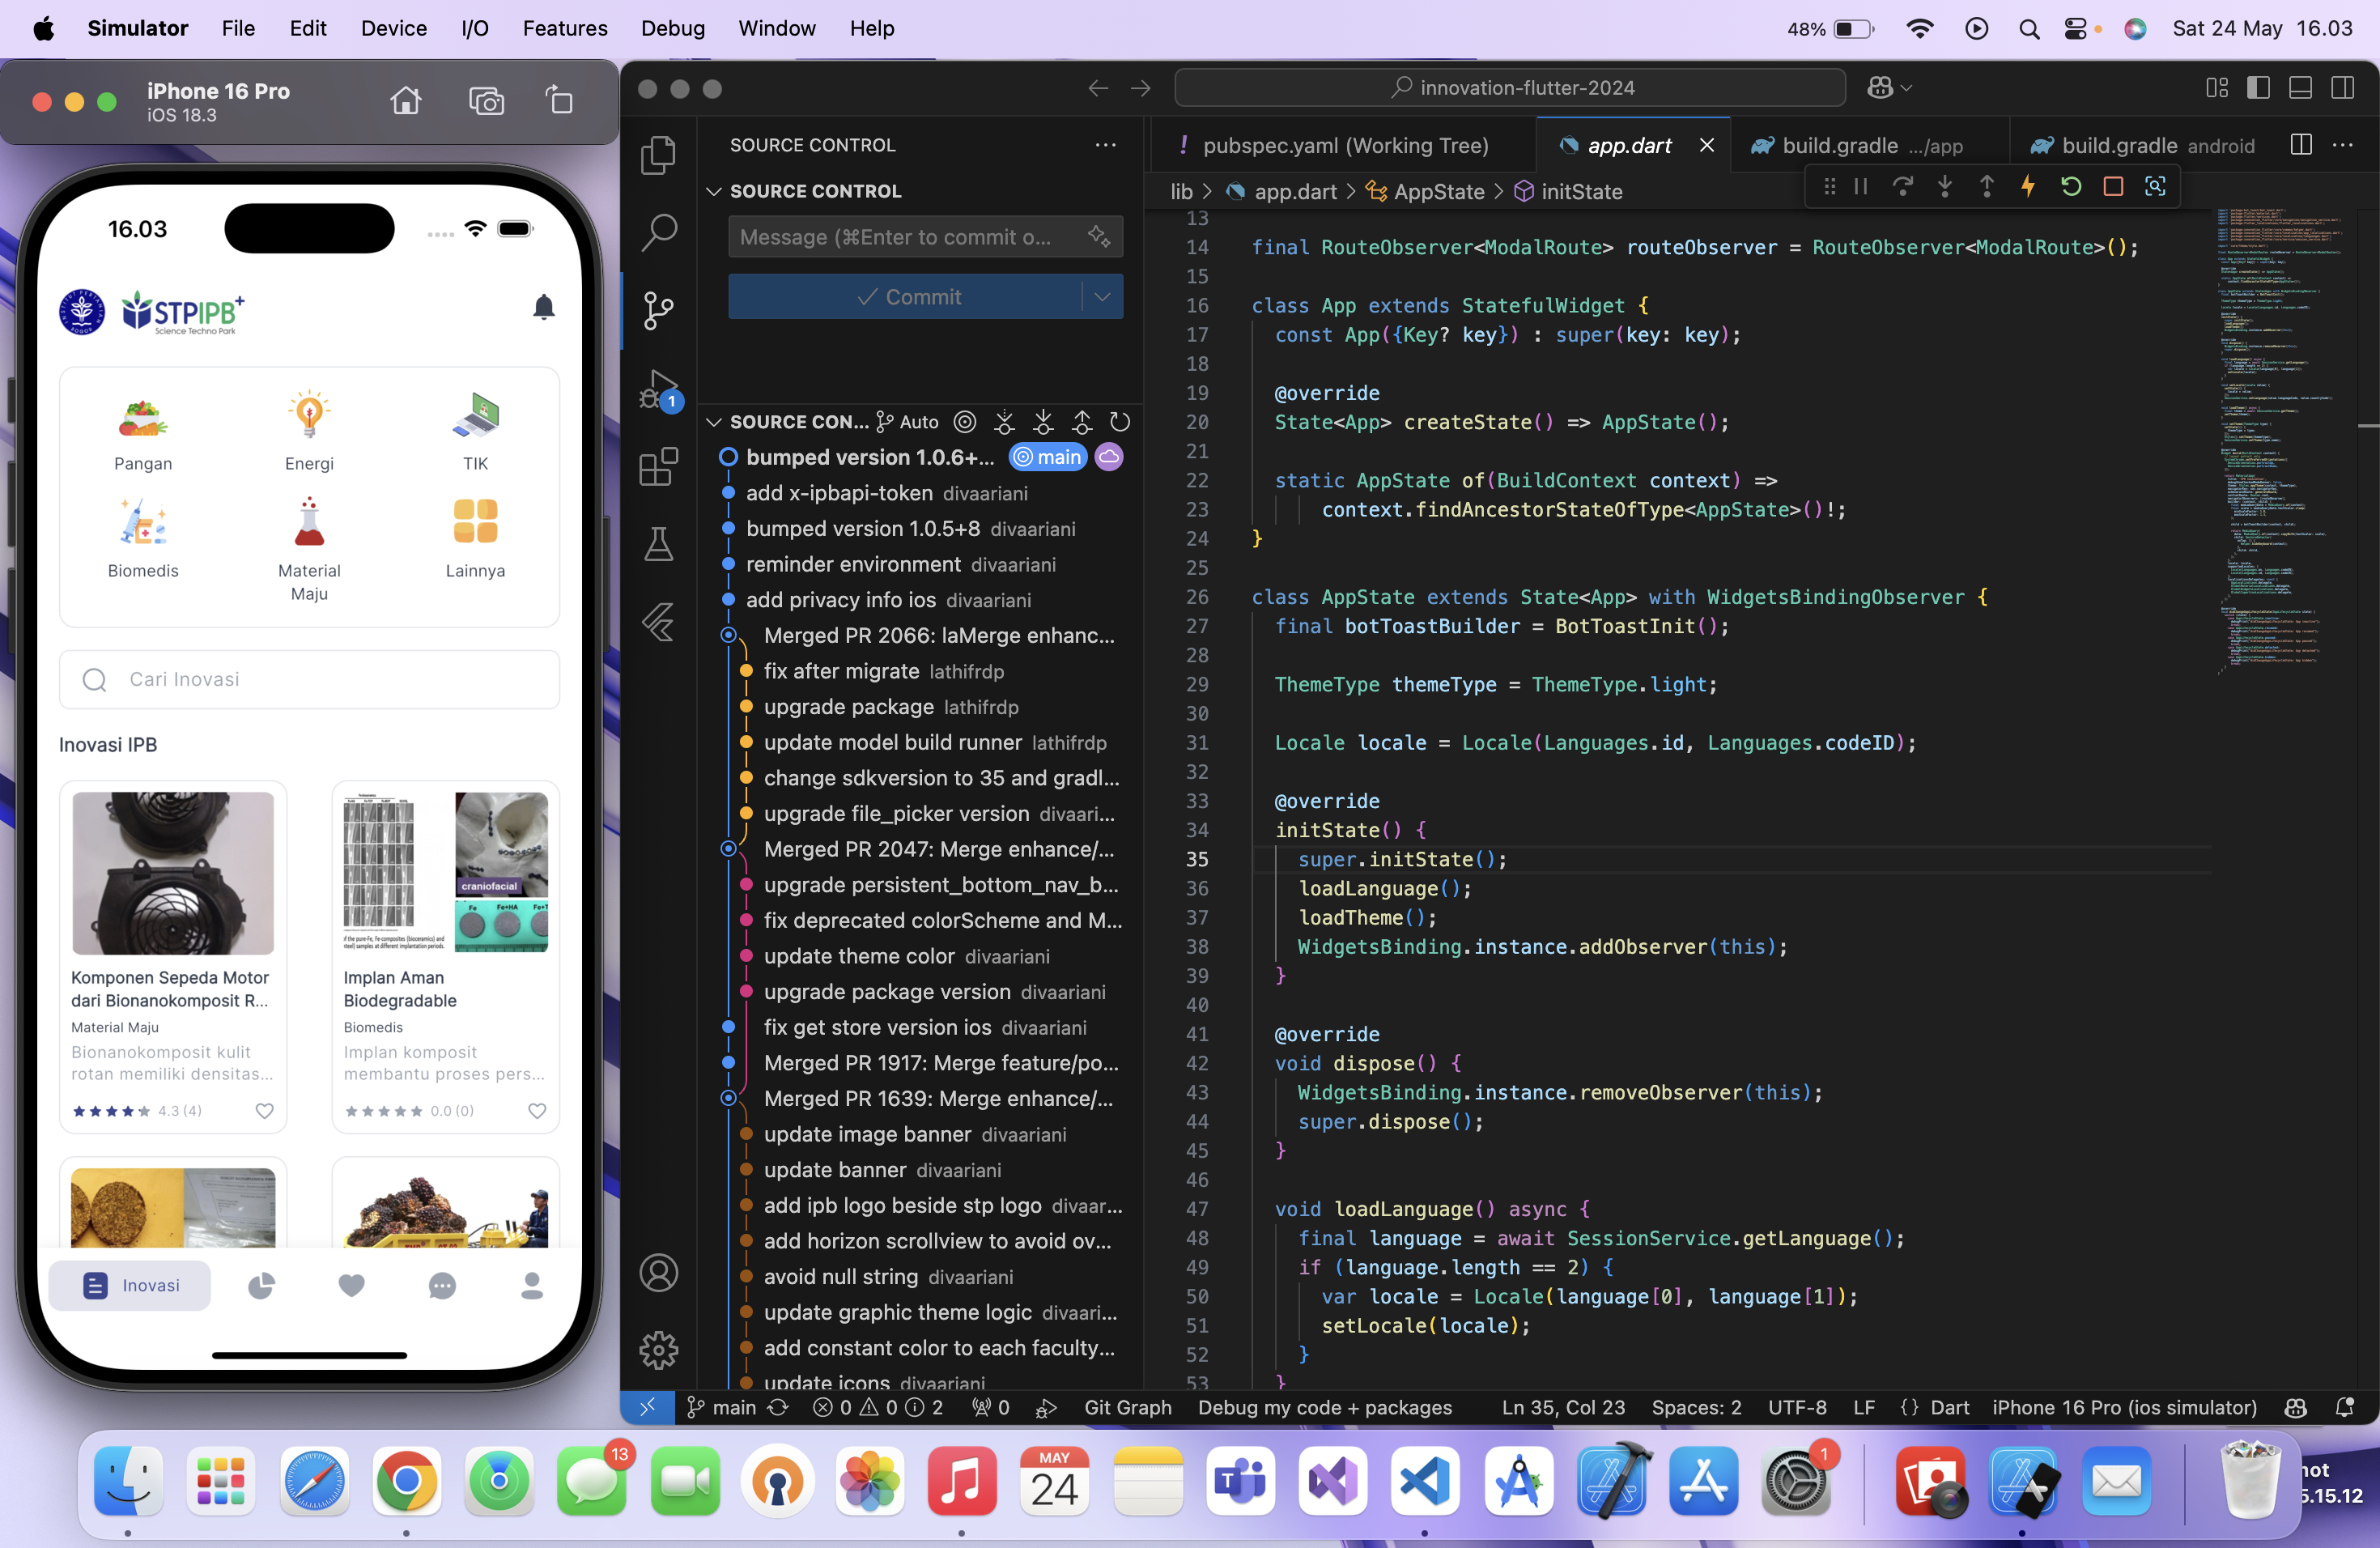 Simulator File Edit Device I/O Features Debug Window Help
48% Sat 24 May 16.03
iPhone 16 Pro
iOS 18.3
16.03
STPIPB+
Science Techno Park
Pangan Energi TIK
Biomedis Material Maju Lainnya
Cari Inovasi
Inovasi IPB
craniofacial
Fe Fe+HA
of the pure-Fe, Fe-composites (bioceramics) and
steel) samples at different implantation periods.
Komponen Sepeda Motor
dari Bionanokomposit R...
Material Maju
Bionanokomposit kulit
rotan memiliki densitas...
4.3 (4)
Implan Aman
Biodegradable
Biomedis
Implan komposit
membantu proses pers...
0.0 (0)
Inovasi
innovation-flutter-2024
1
SOURCE CONTROL
SOURCE CONTROL
Message (⌘Enter to commit o...
Commit
SOURCE CON... Auto
bumped version 1.0.6+... main
add x-ipbapi-token divaariani
bumped version 1.0.5+8 divaariani
reminder environment divaariani
add privacy info ios divaariani
Merged PR 2066: laMerge enhanc...
fix after migrate lathifrdp
upgrade package lathifrdp
update model build runner lathifrdp
change sdkversion to 35 and gradl...
upgrade file_picker version divaari...
Merged PR 2047: Merge enhance/...
upgrade persistent_bottom_nav_b...
fix deprecated colorScheme and M...
update theme color divaariani
upgrade package version divaariani
fix get store version ios divaariani
Merged PR 1917: Merge feature/po...
Merged PR 1639: Merge enhance/...
update image banner divaariani
update banner divaariani
add ipb logo beside stp logo divaar...
add horizon scrollview to avoid ov...
avoid null string divaariani
update graphic theme logic divaari...
add constant color to each faculty...
update icons divaariani
pubspec.yaml (Working Tree) app.dart build.gradle .../app build.gradle android
lib > app.dart > AppState > initState
13
14 final RouteObserver<ModalRoute> routeObserver = RouteObserver<ModalRoute>();
15
16 class App extends StatefulWidget {
17 const App({Key? key}) : super(key: key);
18
19 @override
20 State<App> createState() => AppState();
21
22 static AppState of(BuildContext context) =>
23 context.findAncestorStateOfType<AppState>()!;
24 }
25
26 class AppState extends State<App> with WidgetsBindingObserver {
27 final botToastBuilder = BotToastInit();
28
29 ThemeType themeType = ThemeType.light;
30
31 Locale locale = Locale(Languages.id, Languages.codeID);
32
33 @override
34 initState() {
35 super.initState();
36 loadLanguage();
37 loadTheme();
38 WidgetsBinding.instance.addObserver(this);
39 }
40
41 @override
42 void dispose() {
43 WidgetsBinding.instance.removeObserver(this);
44 super.dispose();
45 }
46
47 void loadLanguage() async {
48 final language = await SessionService.getLanguage();
49 if (language.length == 2) {
50 var locale = Locale(language[0], language[1]);
51 setLocale(locale);
52 }
53 }
main 0 0 2 0 Git Graph Debug my code + packages Ln 35, Col 23 Spaces: 2 UTF-8 LF {} Dart iPhone 16 Pro (ios simulator)
13
MAY
24
1
not
5.15.12